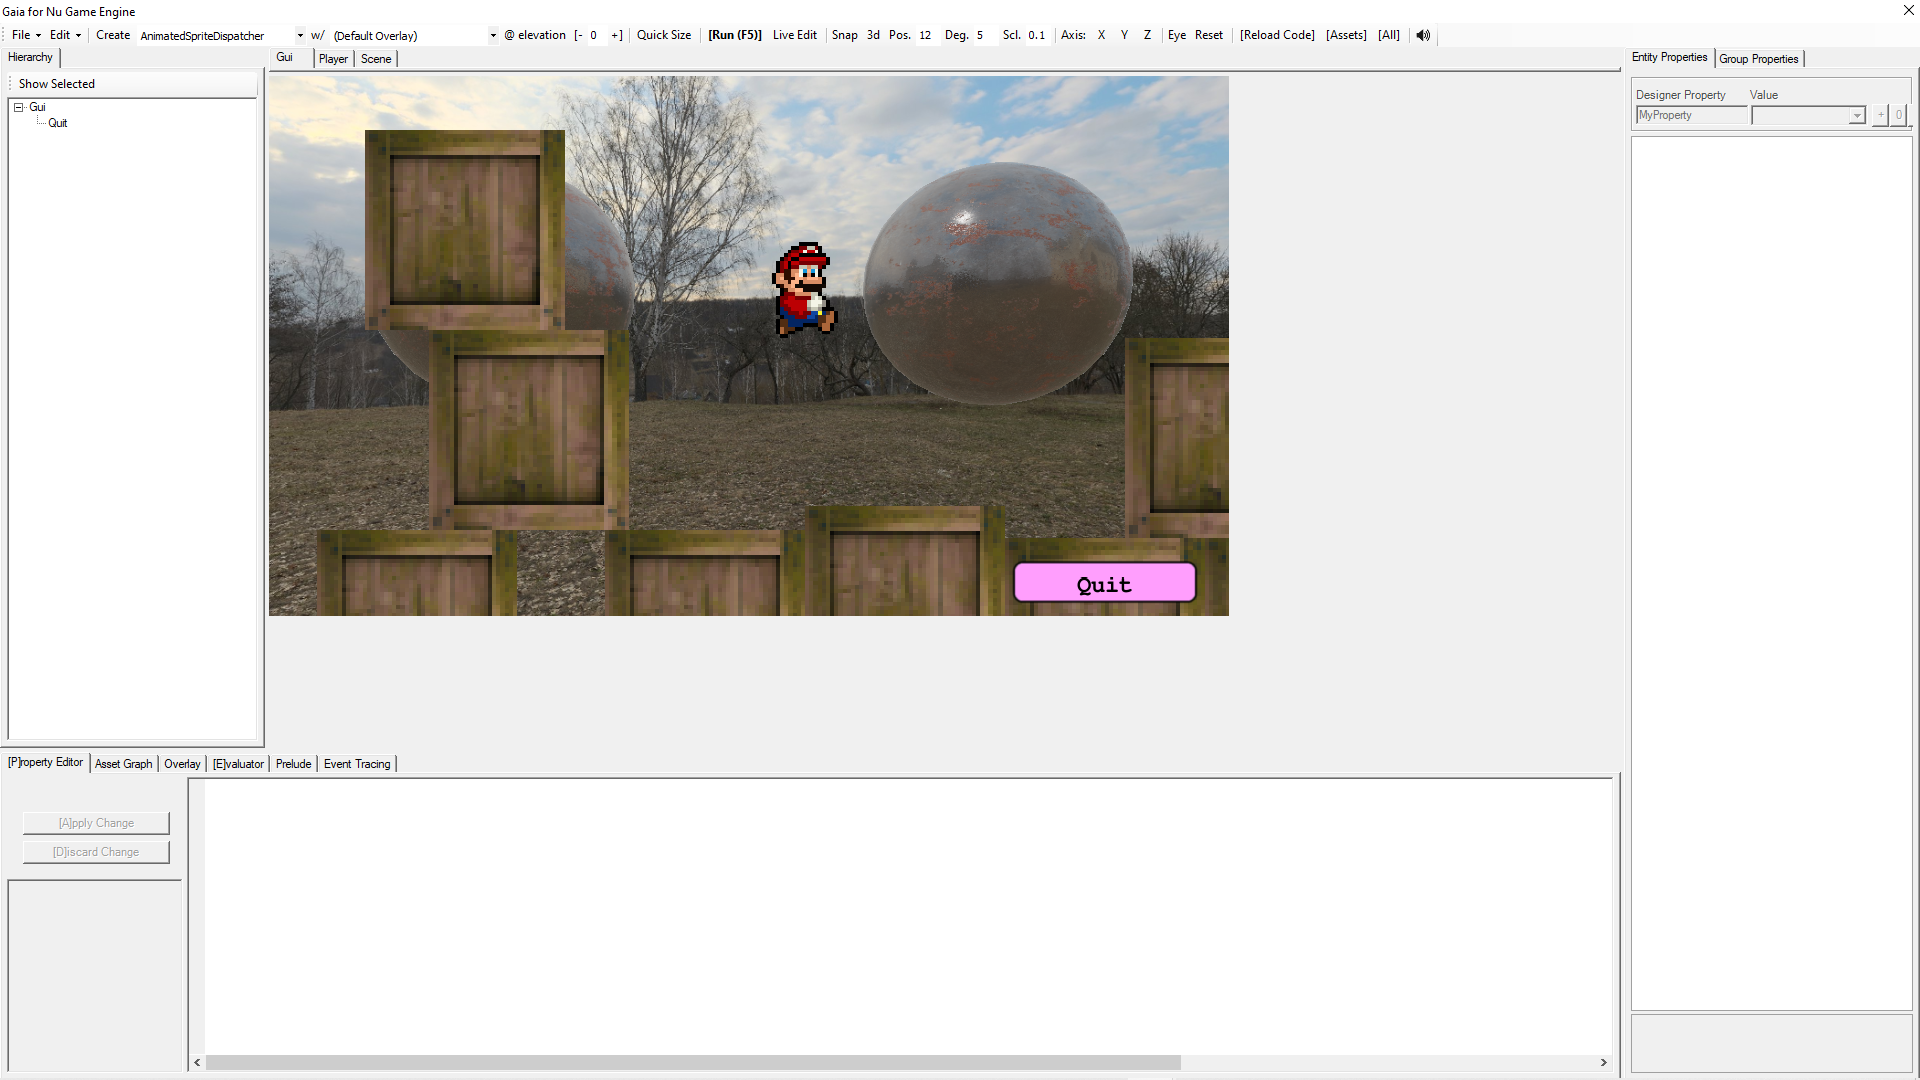 Gaia for Nu Game Engine
File Edit Create AnimatedSpriteDispatcher w/ (Default Overlay) @ elevation [- 0 +] Quick Size [Run (F5)] Live Edit Snap 3d Pos. 12 Deg. 5 Scl. 0.1 Axis: X Y Z Eye Reset [Reload Code] [Assets] [All]
Hierarchy
Gui Player Scene
Entity Properties Group Properties
Show Selected
Gui
Quit
Designer Property Value
MyProperty + 0
Quit
[P]roperty Editor Asset Graph Overlay [E]valuator Prelude Event Tracing
[A]pply Change
[D]iscard Change